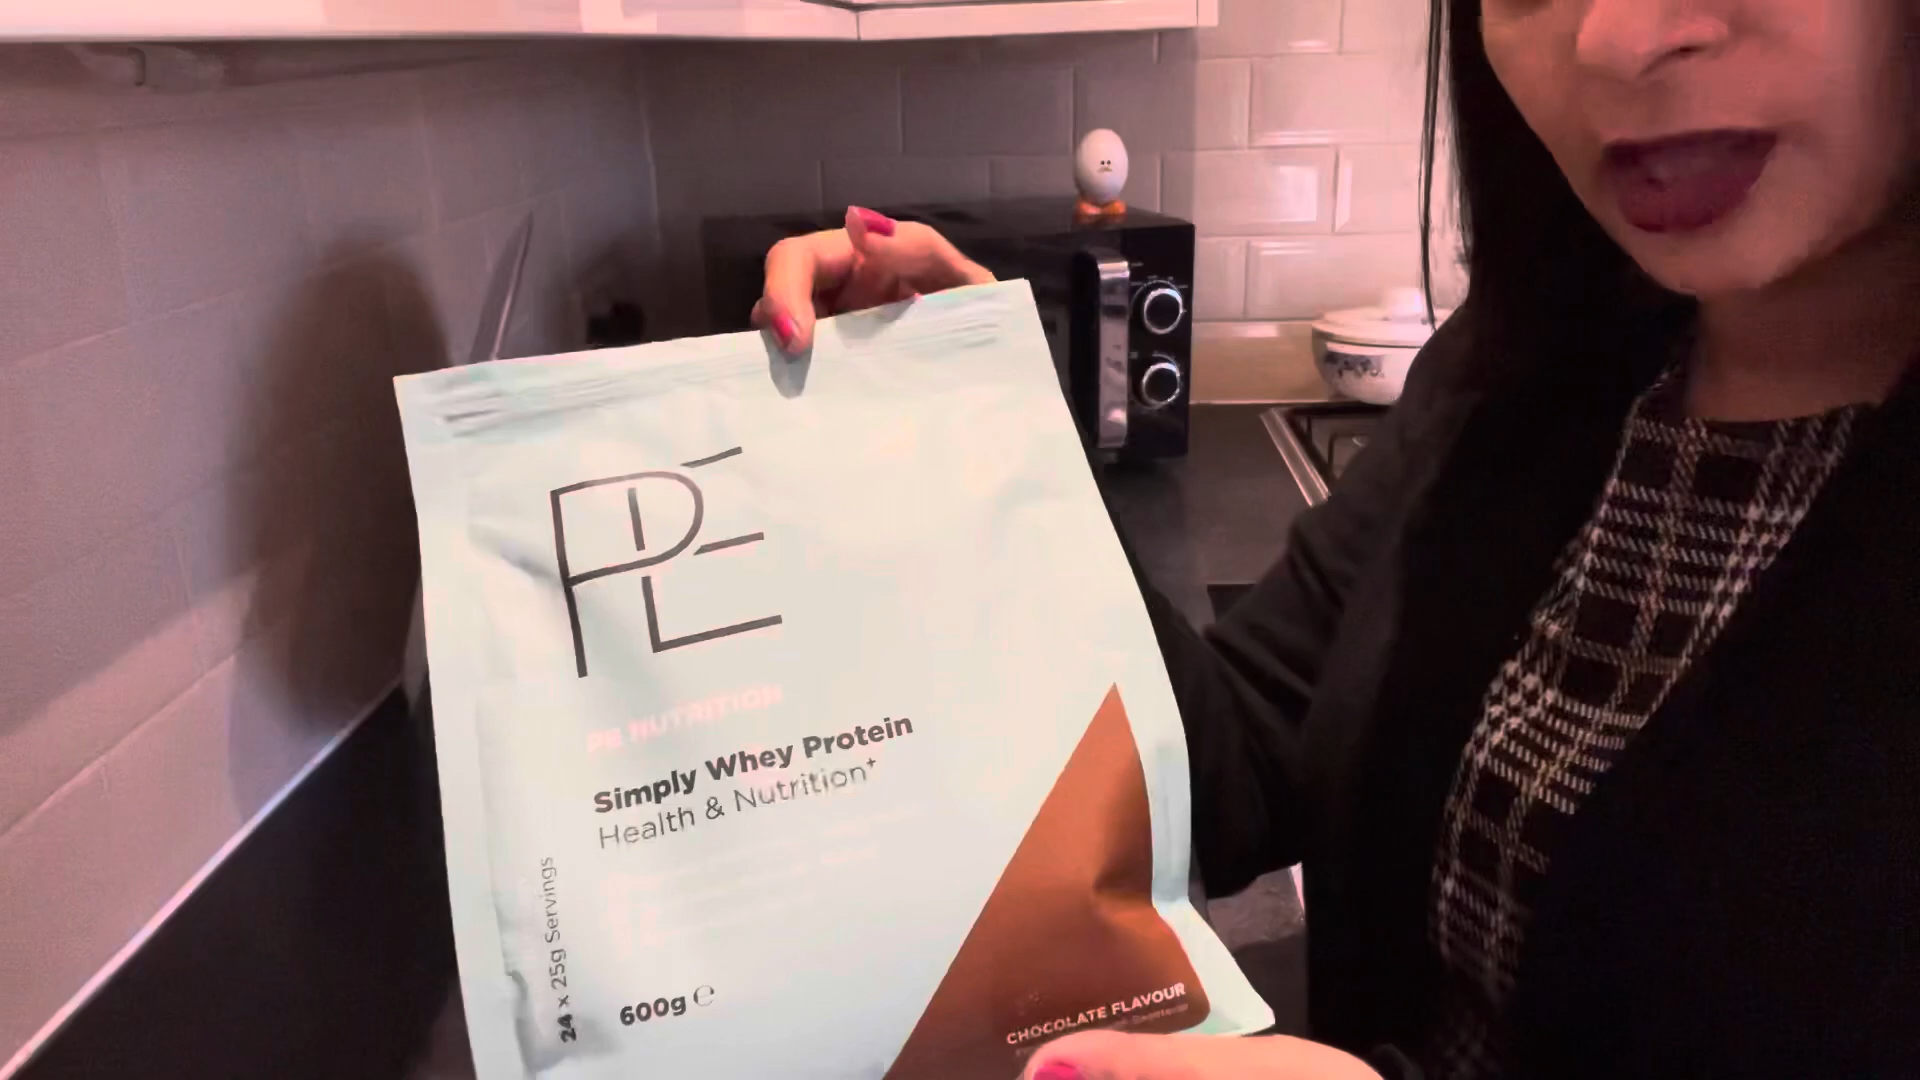 PE
PE NUTRITION
Simply Whey Protein
Health & Nutrition⁺
24 x 25g Servings
600g ℮
CHOCOLATE FLAVOUR